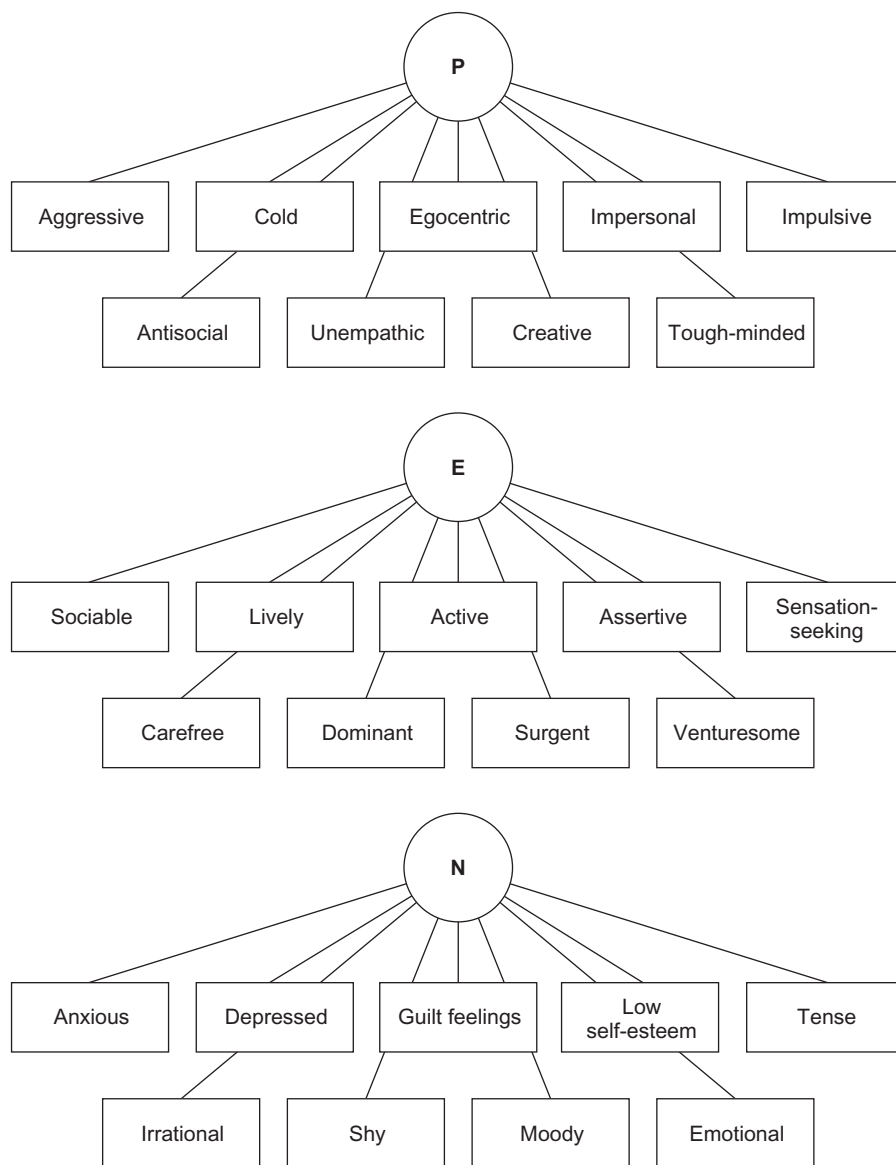 P
Aggressive
Cold
Egocentric
Impersonal
Impulsive
Antisocial
Unempathic
Creative
Tough-minded
E
Sociable
Lively
Active
Assertive
Sensation-
seeking
Carefree
Dominant
Surgent
Venturesome
N
Anxious
Depressed
Guilt feelings
Low
self-esteem
Tense
Irrational
Shy
Moody
Emotional